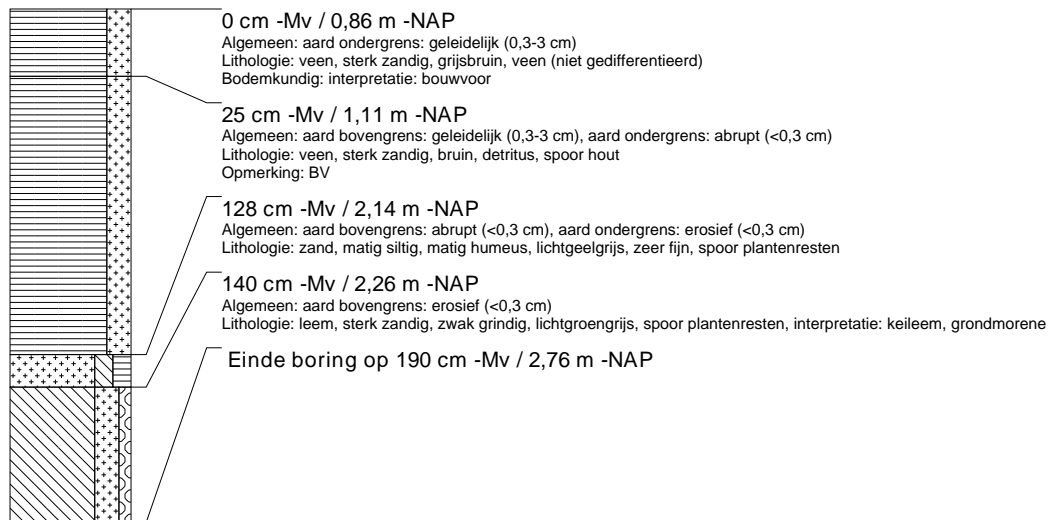 0 cm -Mv / 0,86 m -NAP
Algemeen: aard ondergrens: geleidelijk (0,3-3 cm)
Lithologie: veen, sterk zandig, grijsbruin, veen (niet gedifferentieerd)
Bodemkundig: interpretatie: bouwvoor
25 cm -Mv / 1,11 m -NAP
Algemeen: aard bovengrens: geleidelijk (0,3-3 cm), aard ondergrens: abrupt (<0,3 cm)
Lithologie: veen, sterk zandig, bruin, detritus, spoor hout
Opmerking: BV
128 cm -Mv / 2,14 m -NAP
Algemeen: aard bovengrens: abrupt (<0,3 cm), aard ondergrens: erosief (<0,3 cm)
Lithologie: zand, matig siltig, matig humeus, lichtgeelgrijs, zeer fijn, spoor plantenresten
140 cm -Mv / 2,26 m -NAP
Algemeen: aard bovengrens: erosief (<0,3 cm)
Lithologie: leem, sterk zandig, zwak grindig, lichtgroengrijs, spoor plantenresten, interpretatie: keileem, grondmorene
Einde boring op 190 cm -Mv / 2,76 m -NAP